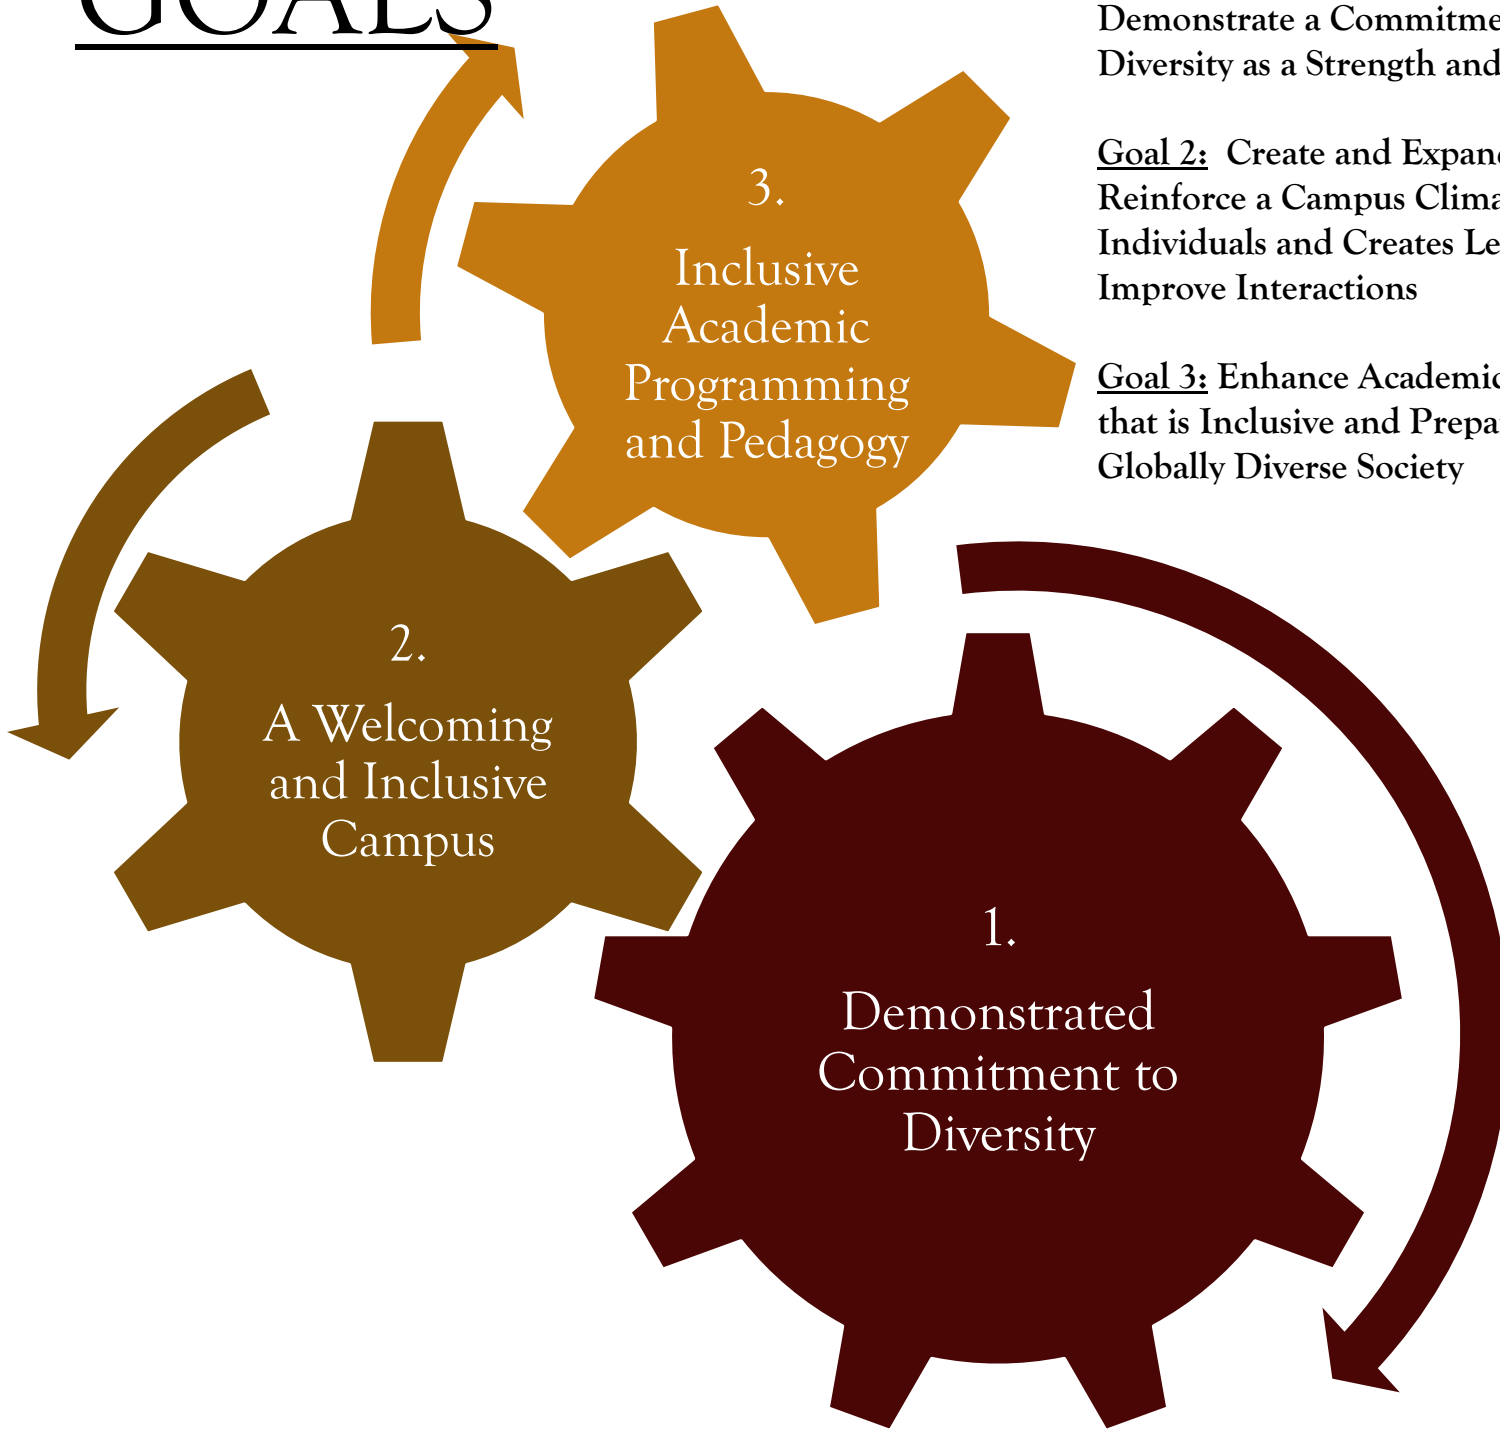 GOALS
Demonstrate a Commitme
Diversity as a Strength and
Goal 2: Create and Expand
Reinforce a Campus Clima
Individuals and Creates Le
Improve Interactions
Goal 3: Enhance Academic
that is Inclusive and Prepa
Globally Diverse Society
3.
Inclusive
Academic
Programming
and Pedagogy
2.
A Welcoming
and Inclusive
Campus
1.
Demonstrated
Commitment to
Diversity